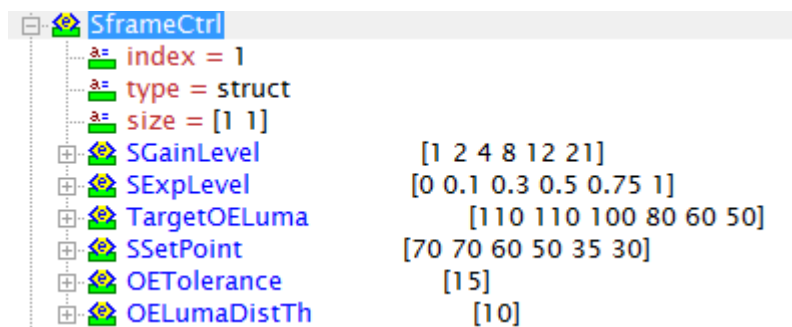 SframeCtrl
index = 1
type = struct
size = [1 1]
SGainLevel [1 2 4 8 12 21]
SExpLevel [0 0.1 0.3 0.5 0.75 1]
TargetOELuma [110 110 100 80 60 50]
SSetPoint [70 70 60 50 35 30]
OETolerance [15]
OELumaDistTh [10]